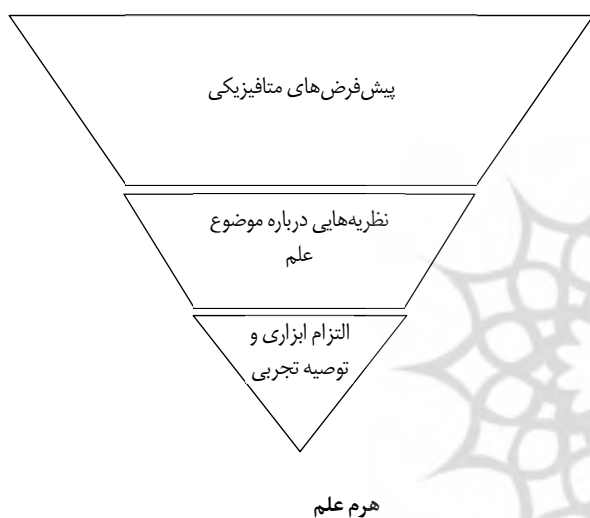 پیش‌فرض‌های متافیزیکی
نظریه‌هایی درباره موضوع
علم
التزام ابزاری و
توصیه تجربی
هرم علم